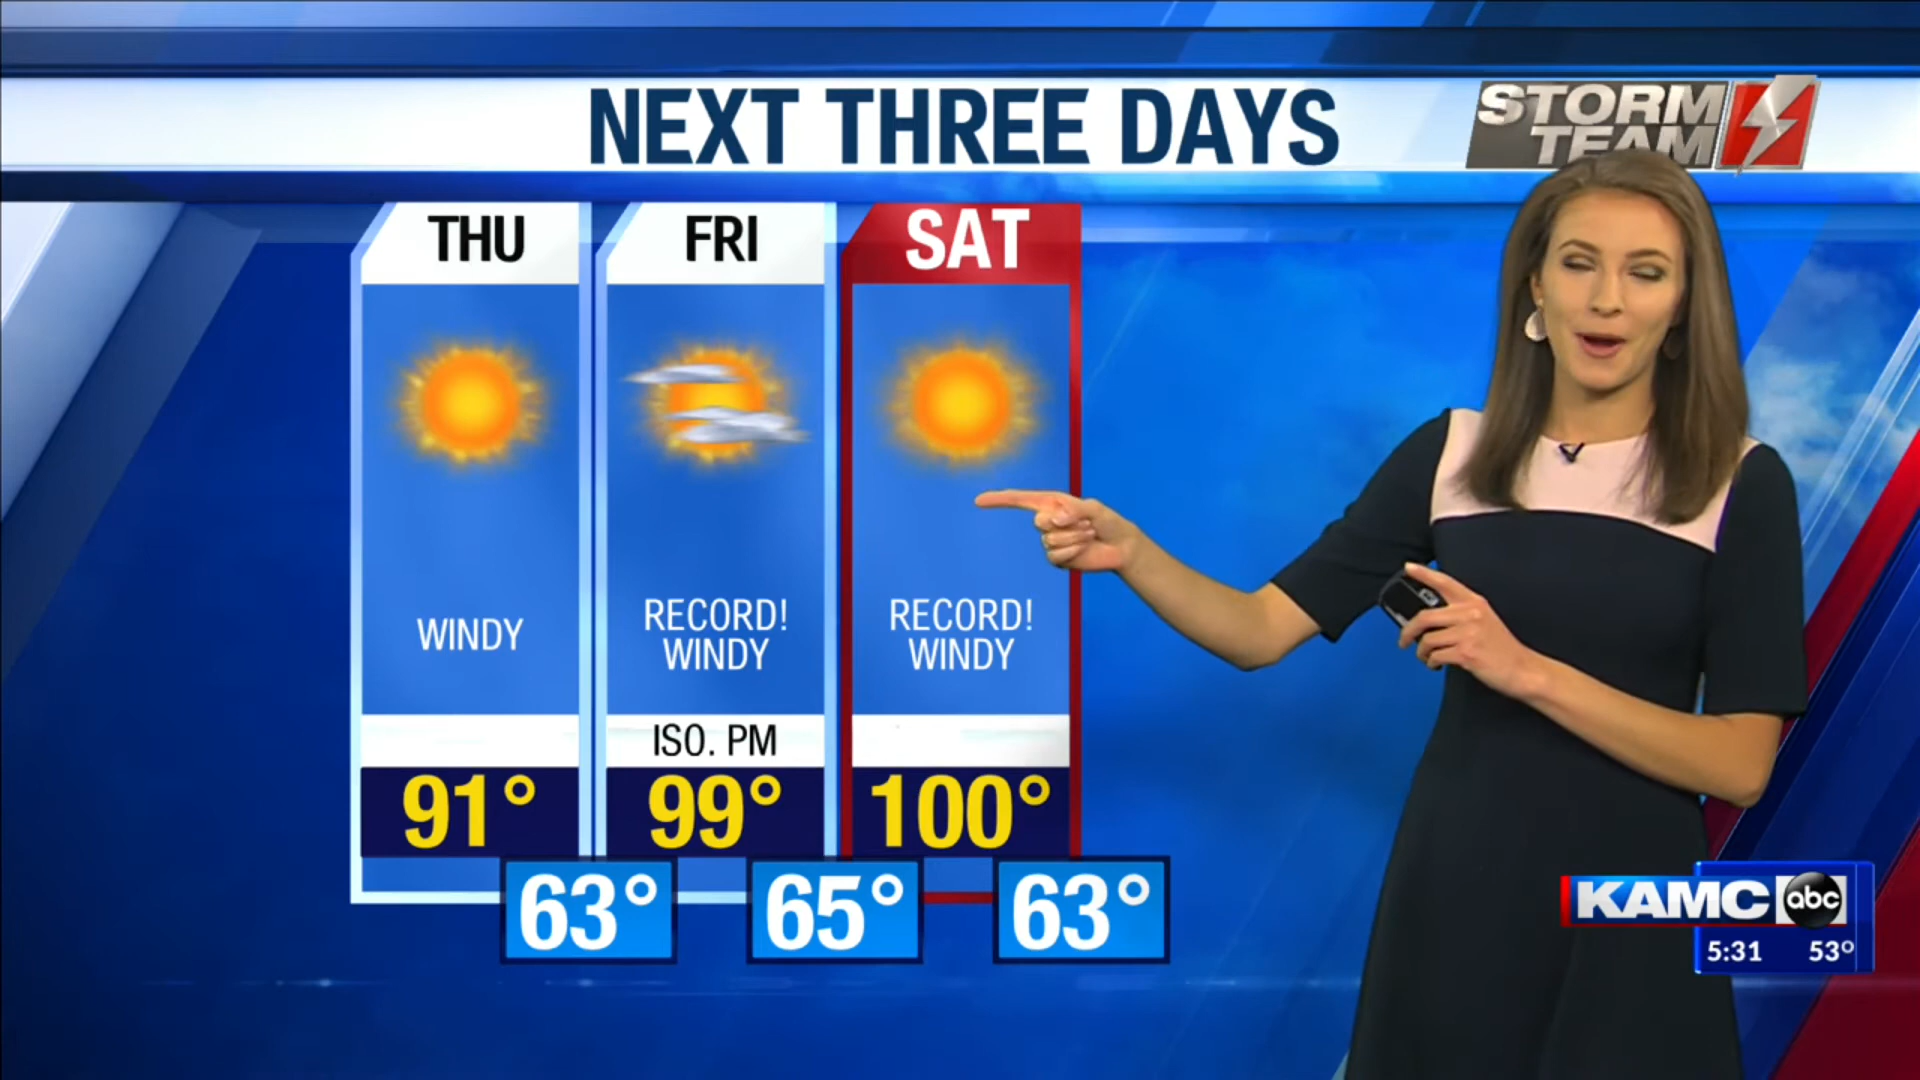 NEXT THREE DAYS
STORM
TEAM
THU
FRI
SAT
WINDY
RECORD!
WINDY
RECORD!
WINDY
ISO. PM
91°
99°
100°
63°
65°
63°
KAMC abc
5:31 53°